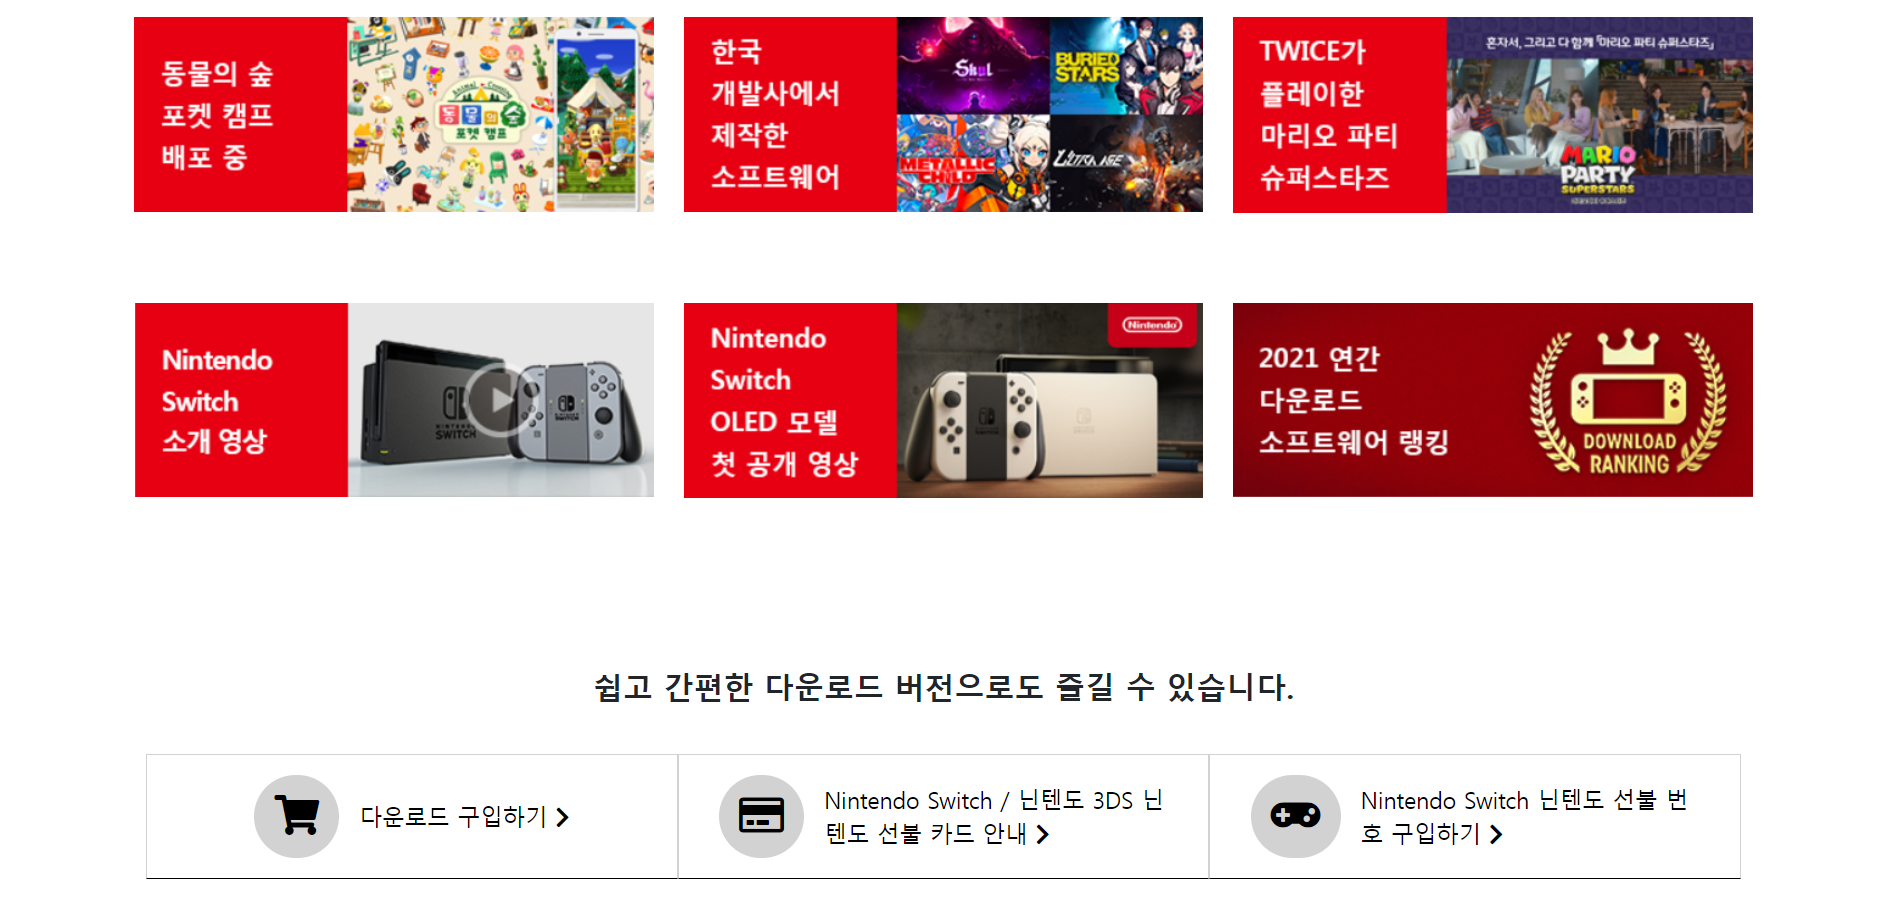 동물의 숲
포켓 캠프
배포 중
ANIMAL CROSSING
동물의 숲
포켓 캠프
한국
개발사에서
제작한
소프트웨어
Skul
BURIED
STARS
METALLIC
CHILD
ULTRA AGE
TWICE가
플레이한
마리오 파티
슈퍼스타즈
혼자서, 그리고 다 함께 「마리오 파티 슈퍼스타즈」
MARIO
PARTY
SUPERSTARS
Nintendo
Switch
소개 영상
NINTENDO
SWITCH
Nintendo
Switch
OLED 모델
첫 공개 영상
Nintendo
2021 연간
다운로드
소프트웨어 랭킹
DOWNLOAD
RANKING
쉽고 간편한 다운로드 버전으로도 즐길 수 있습니다.
다운로드 구입하기
Nintendo Switch / 닌텐도 3DS 닌
텐도 선불 카드 안내
Nintendo Switch 닌텐도 선불 번
호 구입하기